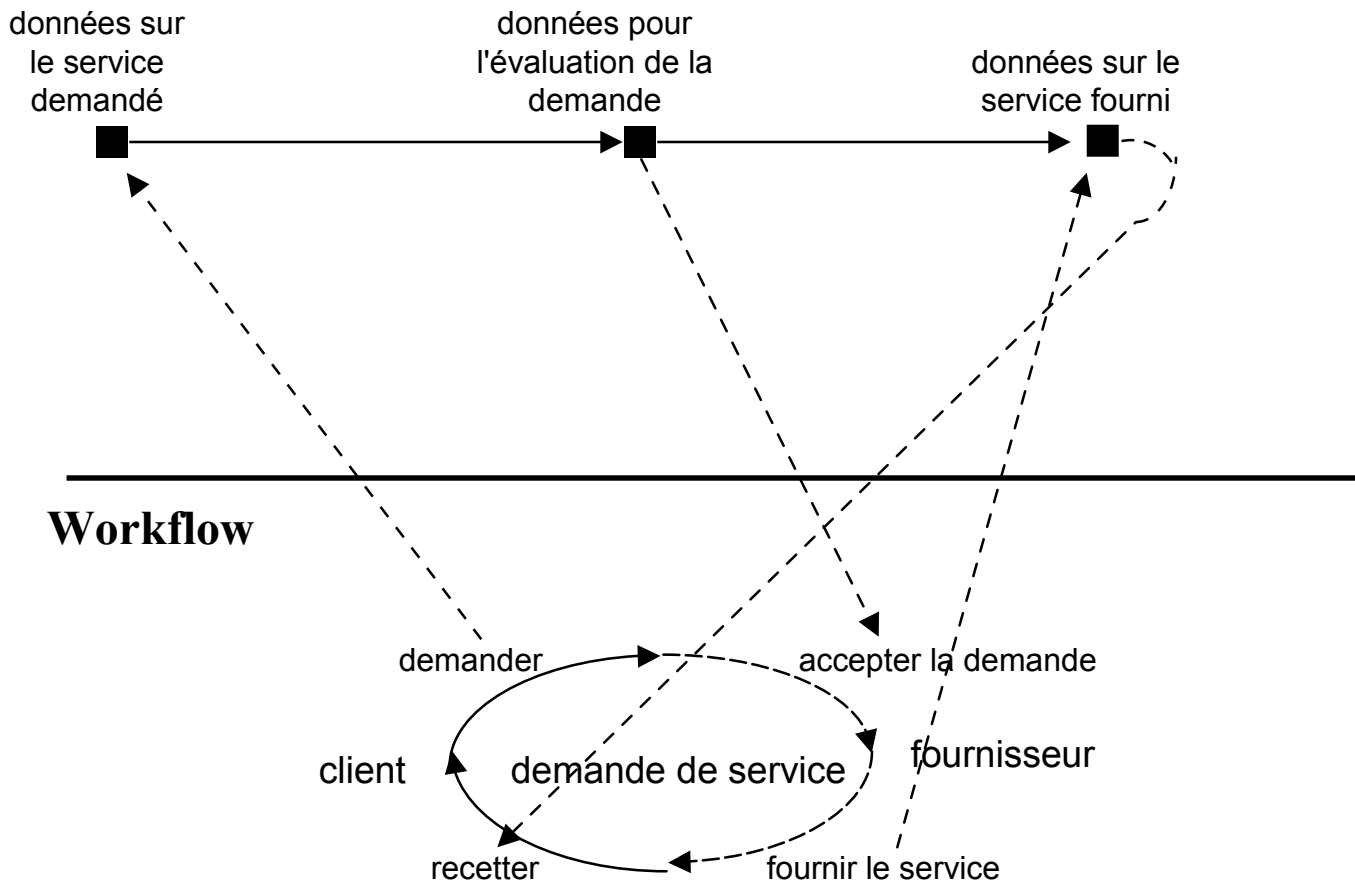 données sur
le service
demandé
données pour
l'évaluation de la
demande
données sur le
service fourni
Workflow
demander
accepter la demande
client
demande de service
fournisseur
recetter
fournir le service